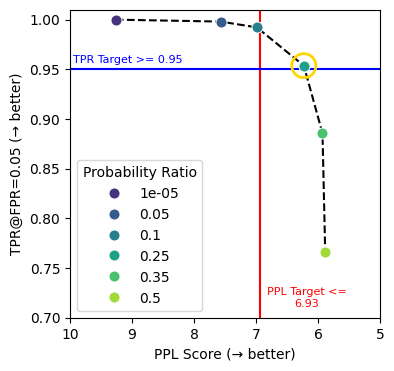 1.00
0.95
0.90
0.85
0.80
0.75
0.70
TPR@FPR=0.05 (→ better)
TPR Target >= 0.95
Probability Ratio
1e-05
0.05
0.1
0.25
0.35
0.5
PPL Target <=
6.93
10 9 8 7 6 5
PPL Score (→ better)